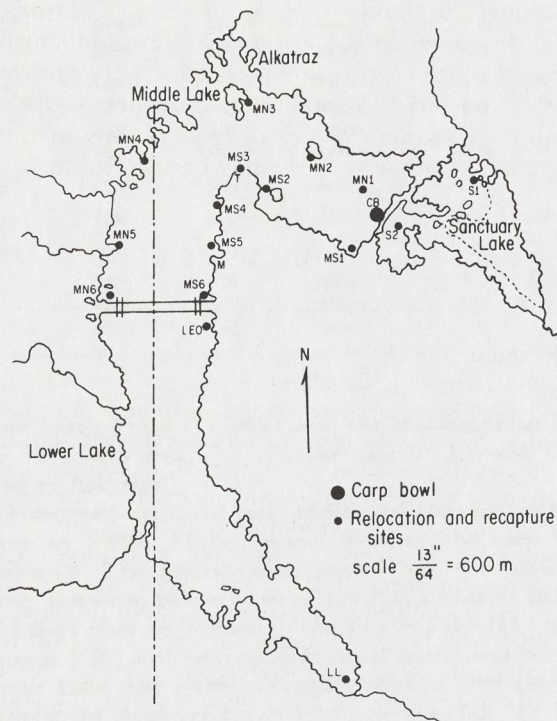 Alkatraz
Middle Lake
MN3
MN4
MS3
MN2
MS2
MN1
S1
CB
MS4
S2
Sanctuary
Lake
MN5
MS5
MS1
M
MN6
MS6
LEO
N
Lower Lake
Carp bowl
Relocation and recapture
sites
scale 13"/64 = 600 m
LL